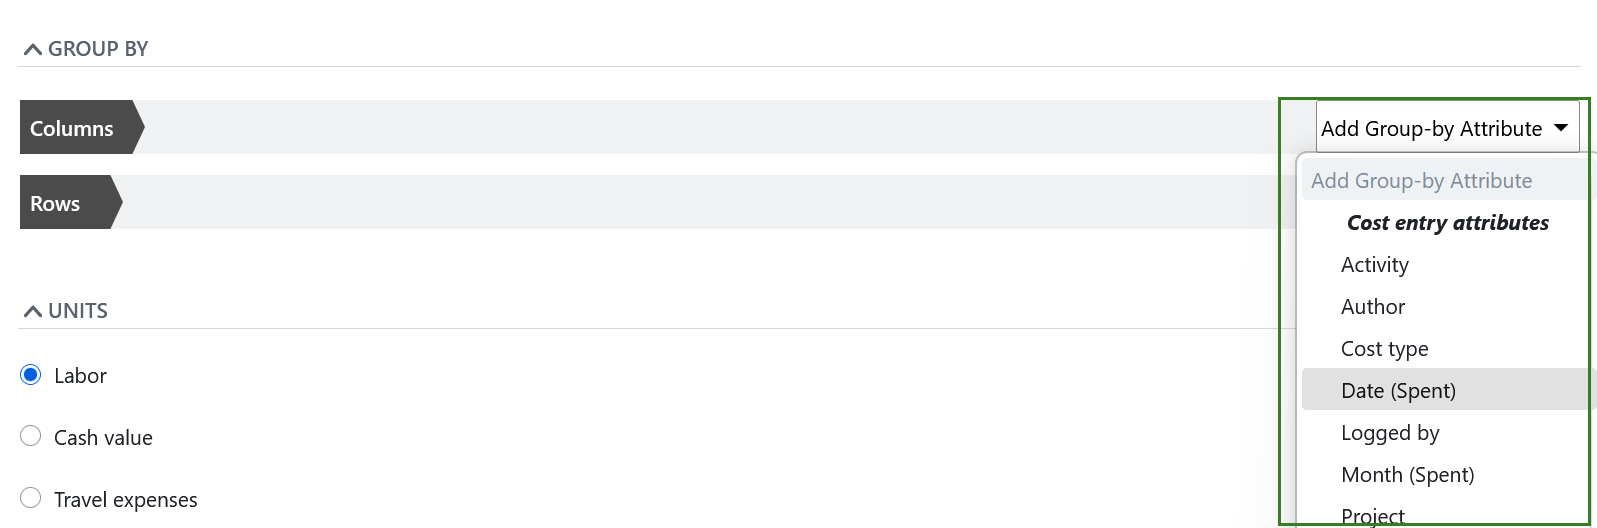 GROUP BY
Columns
Add Group-by Attribute
Rows
Add Group-by Attribute
Cost entry attributes
Activity
Author
Cost type
Date (Spent)
Logged by
Month (Spent)
Project
UNITS
Labor
Cash value
Travel expenses